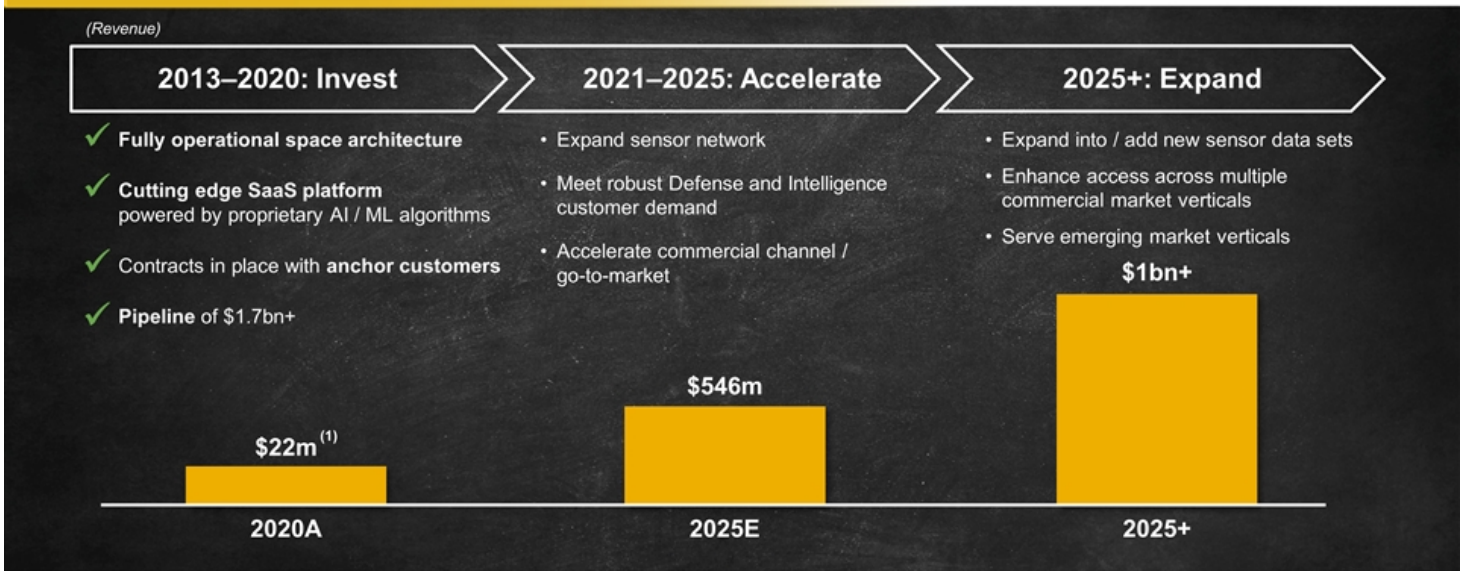 (Revenue)
2013–2020: Invest
2021–2025: Accelerate
2025+: Expand
✓ Fully operational space architecture
✓ Cutting edge SaaS platform
powered by proprietary AI / ML algorithms
✓ Contracts in place with anchor customers
✓ Pipeline of $1.7bn+
• Expand sensor network
• Meet robust Defense and Intelligence
customer demand
• Accelerate commercial channel /
go-to-market
• Expand into / add new sensor data sets
• Enhance access across multiple
commercial market verticals
• Serve emerging market verticals
$22m (1)
$546m
$1bn+
2020A
2025E
2025+